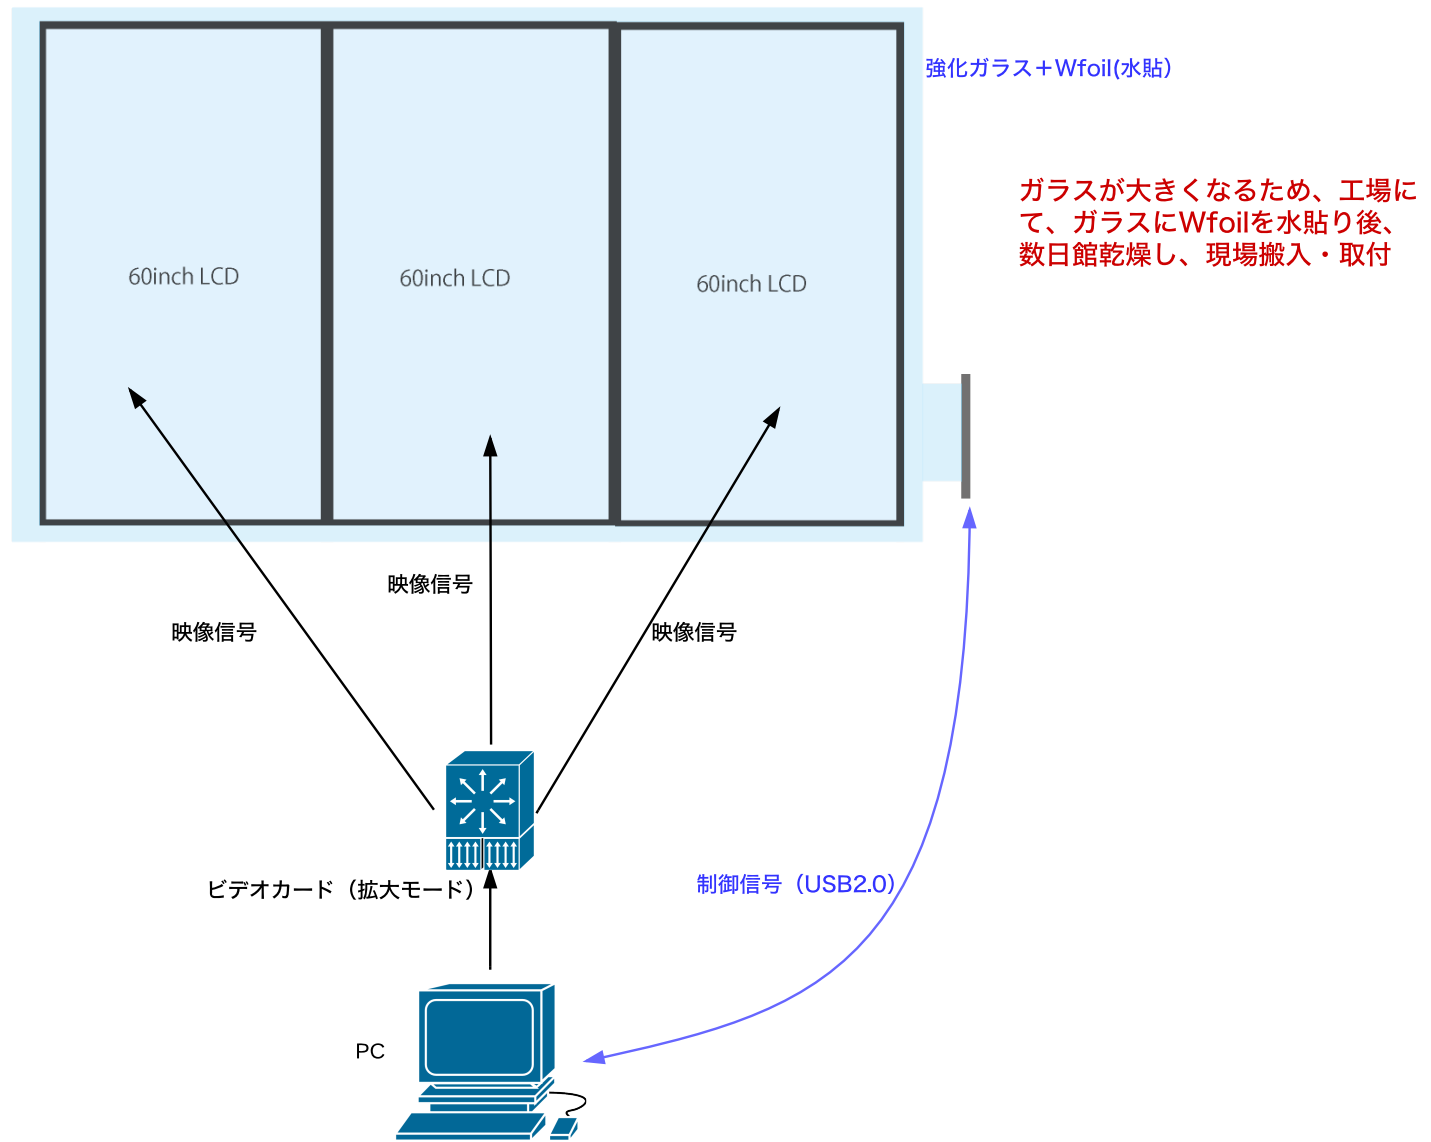 強化ガラス＋Wfoil(水貼）
ガラスが大きくなるため、工場に
て、ガラスにWfoilを水貼り後、
数日館乾燥し、現場搬入・取付
60inch LCD
60inch LCD
60inch LCD
映像信号
映像信号
映像信号
ビデオカード（拡大モード）
制御信号（USB2.0）
PC